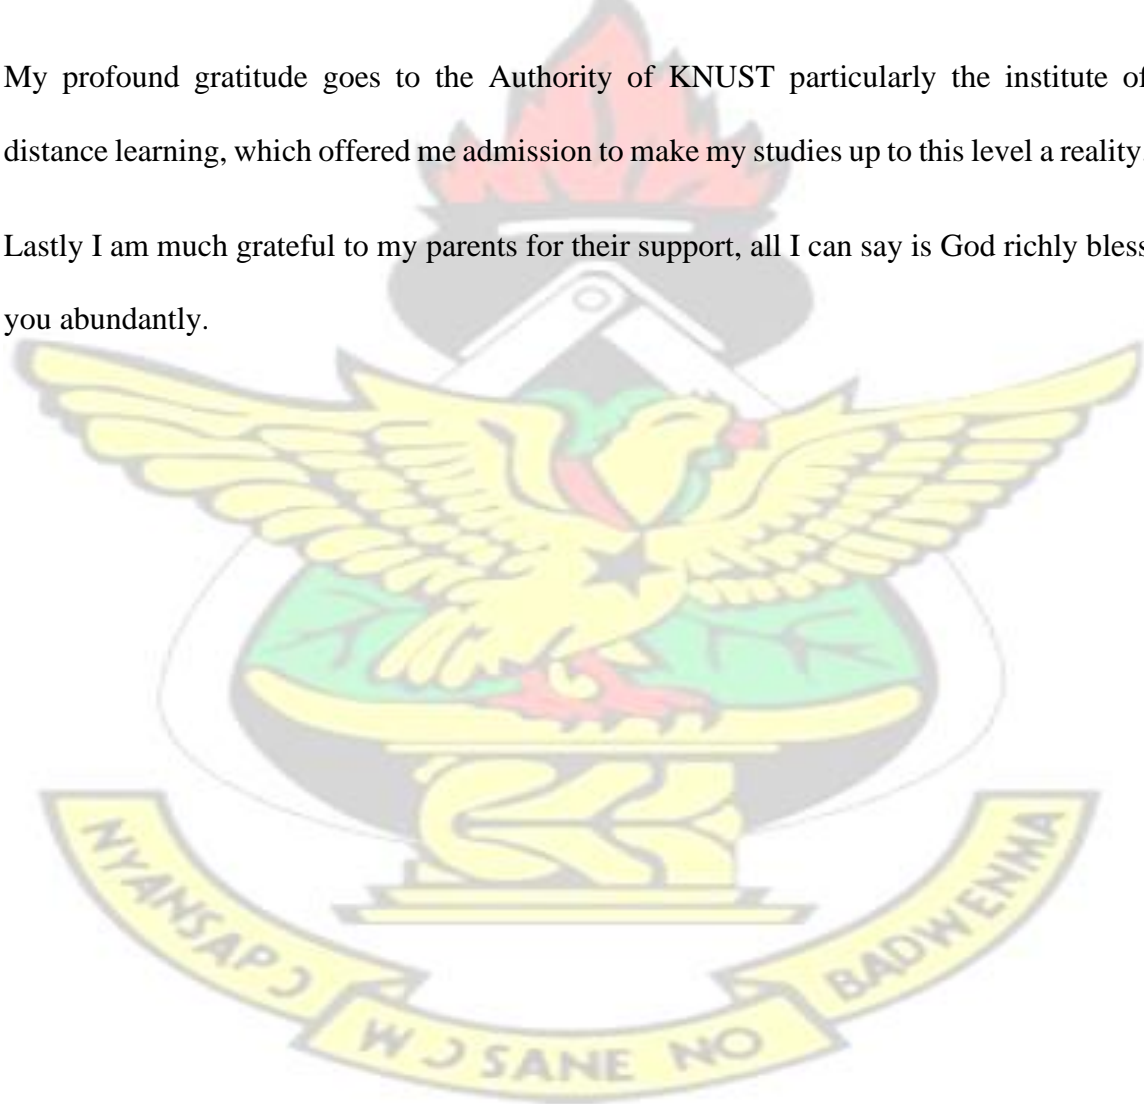 My profound gratitude goes to the Authority of KNUST particularly the institute of
distance learning, which offered me admission to make my studies up to this level a reality.
Lastly I am much grateful to my parents for their support, all I can say is God richly bless
you abundantly.
NYANSAPƆ
WƆSANE NO
BADWENMA